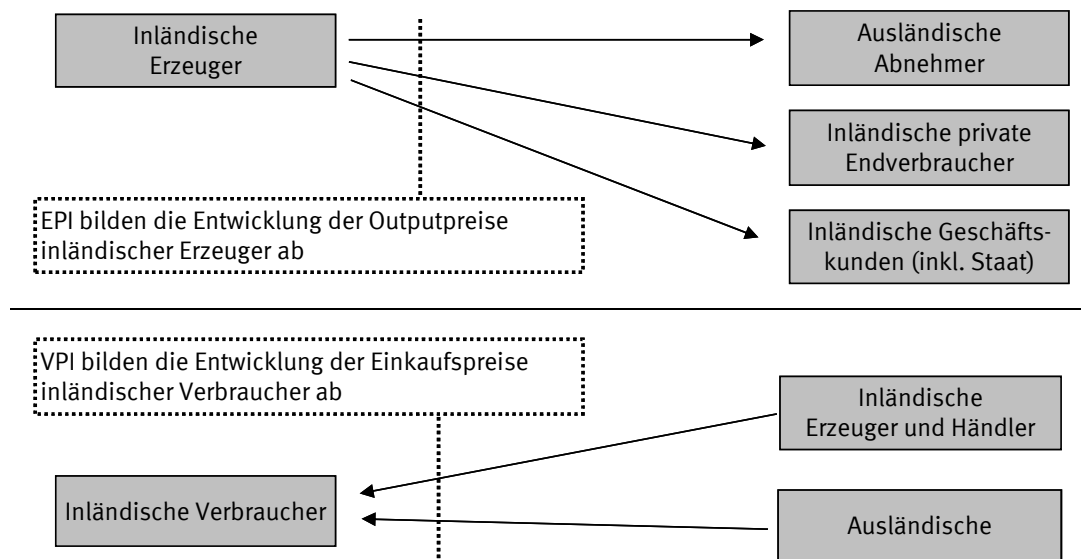 Inländische
Erzeuger
Ausländische
Abnehmer
Inländische private
Endverbraucher
EPI bilden die Entwicklung der Outputpreise
inländischer Erzeuger ab
Inländische Geschäfts-
kunden (inkl. Staat)
VPI bilden die Entwicklung der Einkaufspreise
inländischer Verbraucher ab
Inländische
Erzeuger und Händler
Inländische Verbraucher
Ausländische